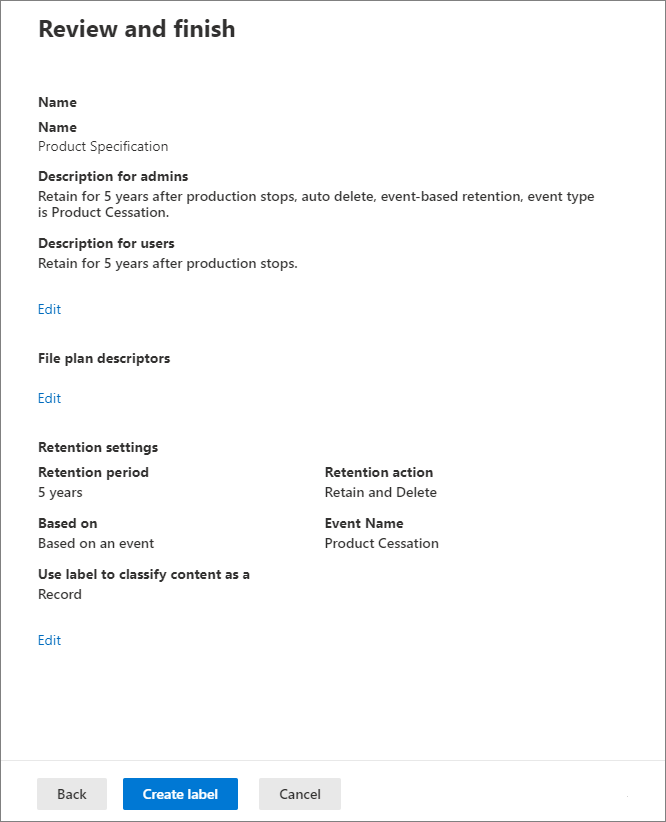 Review and finish
Name
Name
Product Specification
Description for admins
Retain for 5 years after production stops, auto delete, event-based retention, event type
is Product Cessation.
Description for users
Retain for 5 years after production stops.
Edit
File plan descriptors
Edit
Retention settings
Retention period
Retention action
5 years
Retain and Delete
Based on
Event Name
Based on an event
Product Cessation
Use label to classify content as a
Record
Edit
Back
Create label
Cancel